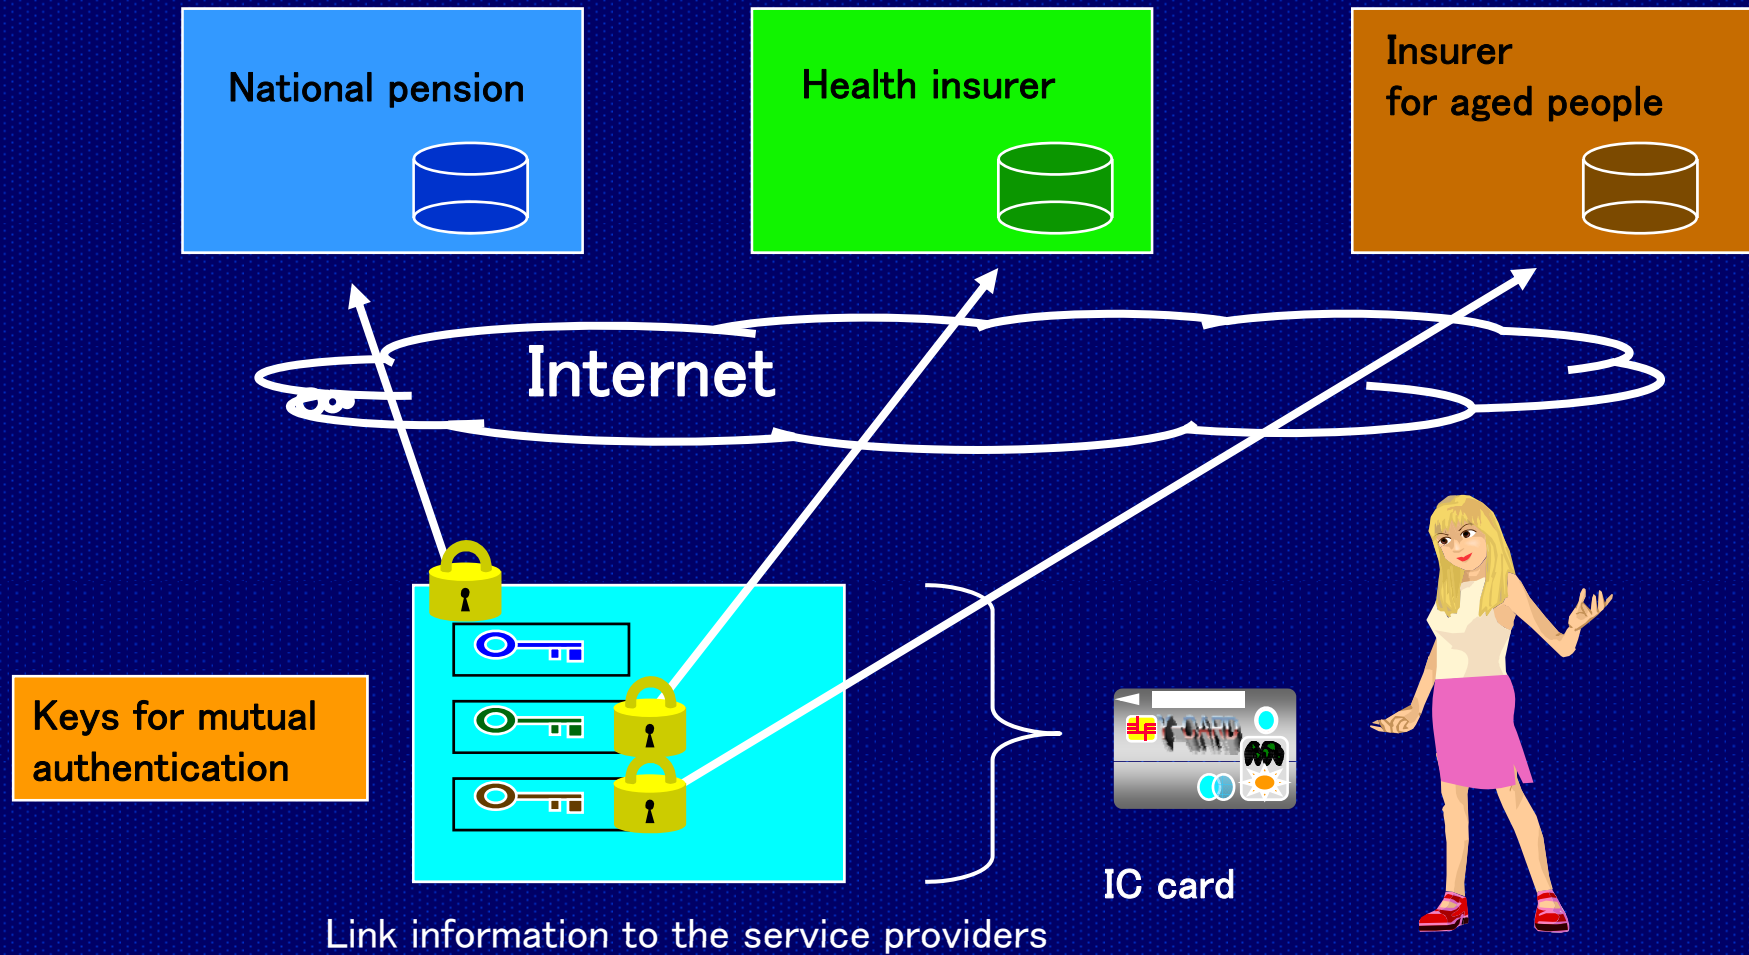 National pension
Health insurer
Insurer
for aged people
Internet
Keys for mutual
authentication
IC card
Link information to the service providers